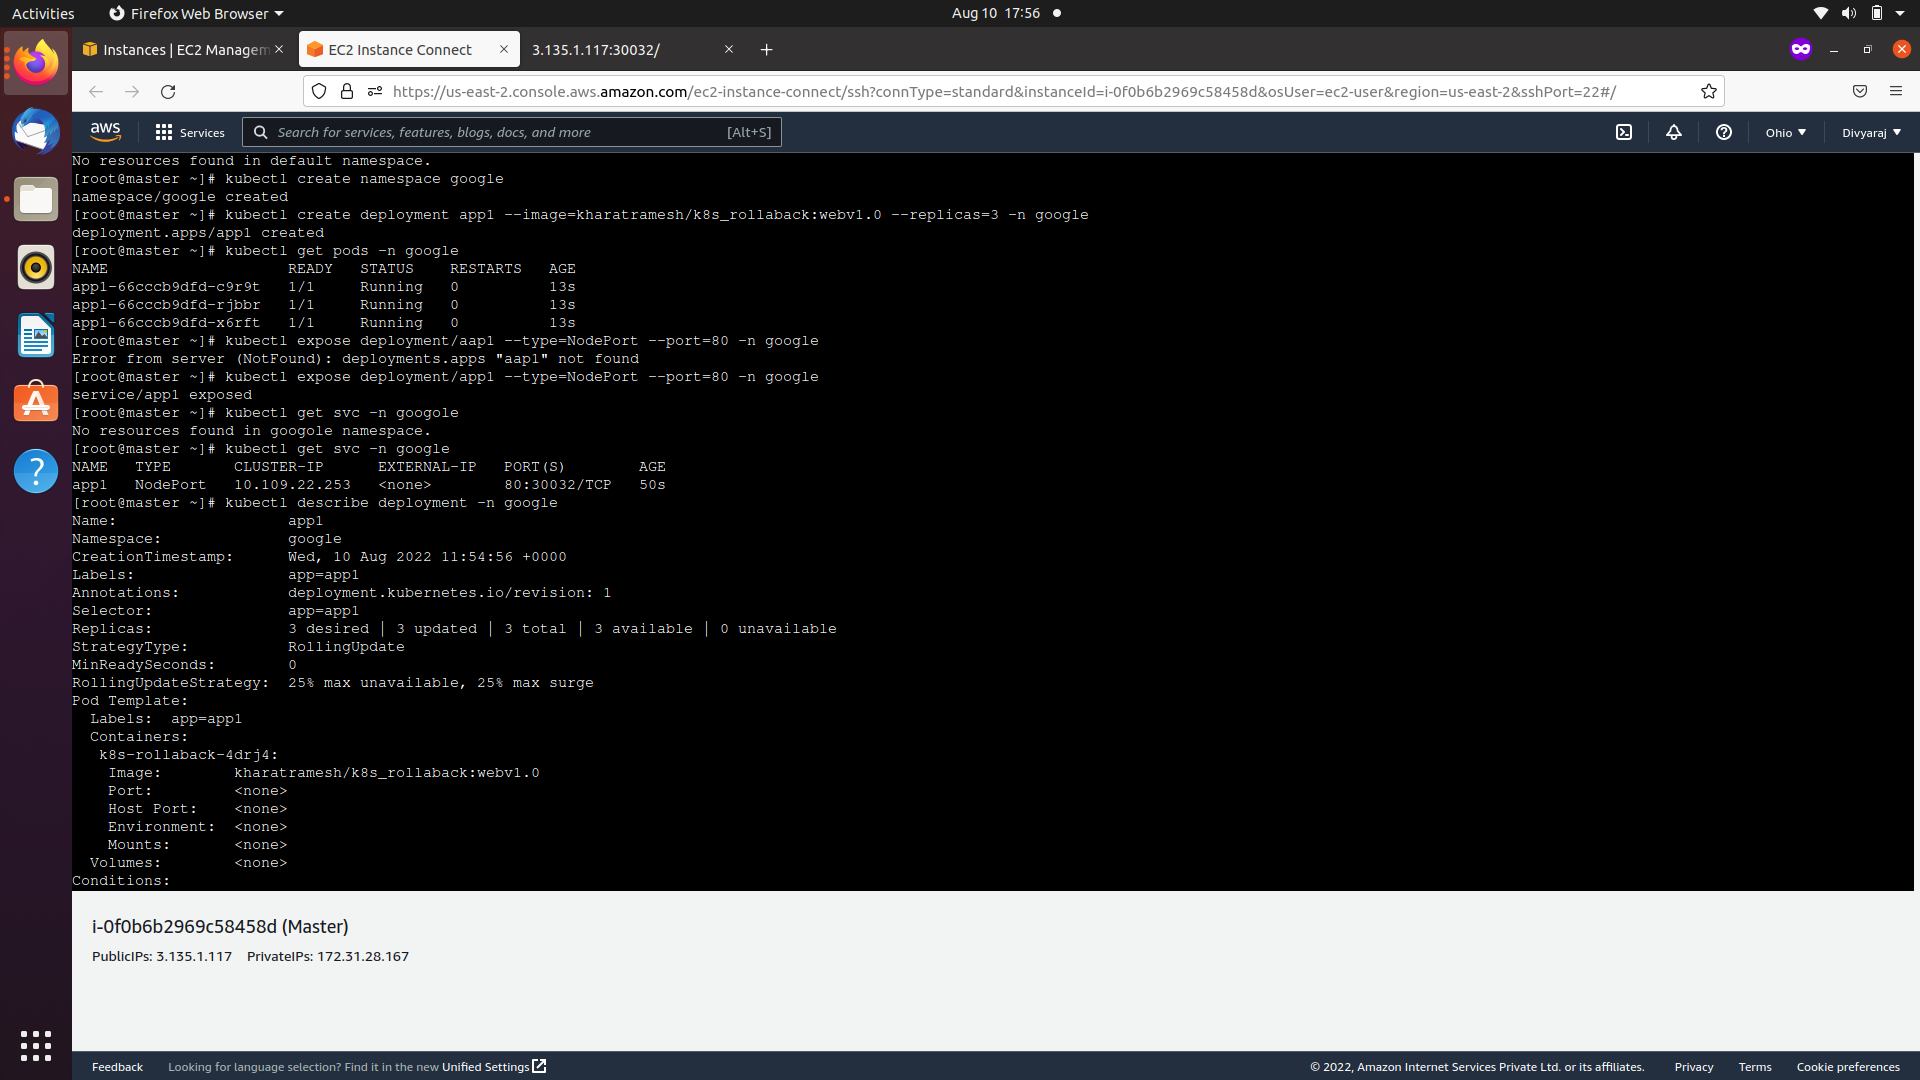 Activities
Firefox Web Browser
Aug 10 17:56
Instances | EC2 Managem
EC2 Instance Connect
3.135.1.117:30032/
https://us-east-2.console.aws.amazon.com/ec2-instance-connect/ssh?connType=standard&instanceId=i-0f0b6b2969c58458d&osUser=ec2-user&region=us-east-2&sshPort=22#/
aws
Services
Search for services, features, blogs, docs, and more
[Alt+S]
Ohio
Divyaraj
No resources found in default namespace.
[root@master ~]# kubectl create namespace google
namespace/google created
[root@master ~]# kubectl create deployment app1 --image=kharatramesh/k8s_rollaback:webv1.0 --replicas=3 -n google
deployment.apps/app1 created
[root@master ~]# kubectl get pods -n google
NAME READY STATUS RESTARTS AGE
app1-66cccb9dfd-c9r9t 1/1 Running 0 13s
app1-66cccb9dfd-rjbbr 1/1 Running 0 13s
app1-66cccb9dfd-x6rft 1/1 Running 0 13s
[root@master ~]# kubectl expose deployment/aap1 --type=NodePort --port=80 -n google
Error from server (NotFound): deployments.apps "aap1" not found
[root@master ~]# kubectl expose deployment/app1 --type=NodePort --port=80 -n google
service/app1 exposed
[root@master ~]# kubectl get svc -n googole
No resources found in googole namespace.
[root@master ~]# kubectl get svc -n google
NAME TYPE CLUSTER-IP EXTERNAL-IP PORT(S) AGE
app1 NodePort 10.109.22.253 <none> 80:30032/TCP 50s
[root@master ~]# kubectl describe deployment -n google
Name: app1
Namespace: google
CreationTimestamp: Wed, 10 Aug 2022 11:54:56 +0000
Labels: app=app1
Annotations: deployment.kubernetes.io/revision: 1
Selector: app=app1
Replicas: 3 desired | 3 updated | 3 total | 3 available | 0 unavailable
StrategyType: RollingUpdate
MinReadySeconds: 0
RollingUpdateStrategy: 25% max unavailable, 25% max surge
Pod Template:
Labels: app=app1
Containers:
k8s-rollaback-4drj4:
Image: kharatramesh/k8s_rollaback:webv1.0
Port: <none>
Host Port: <none>
Environment: <none>
Mounts: <none>
Volumes: <none>
Conditions:
i-0f0b6b2969c58458d (Master)
PublicIPs: 3.135.1.117 PrivateIPs: 172.31.28.167
Feedback
Looking for language selection? Find it in the new Unified Settings
© 2022, Amazon Internet Services Private Ltd. or its affiliates.
Privacy
Terms
Cookie preferences